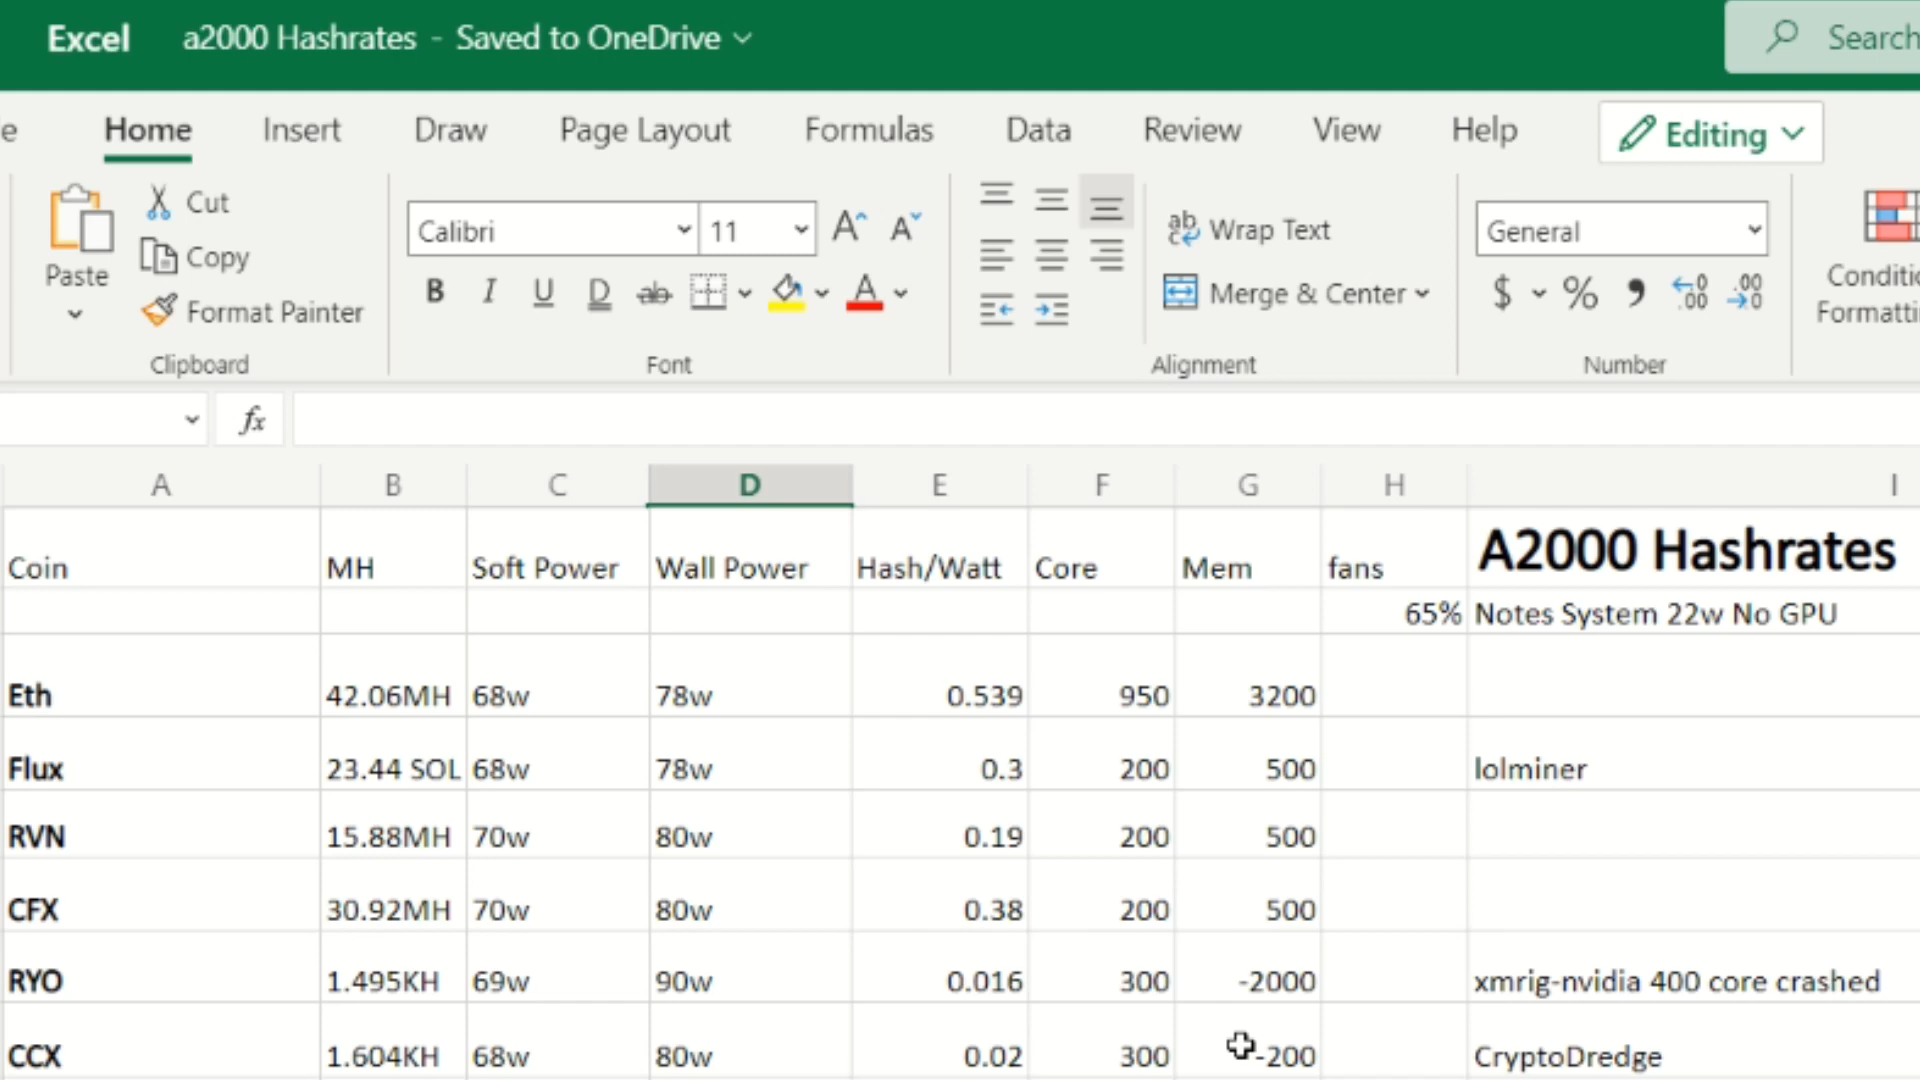 Excel a2000 Hashrates - Saved to OneDrive Search
e Home Insert Draw Page Layout Formulas Data Review View Help Editing
Paste Cut
Copy
Format Painter
Clipboard
Calibri 11
B I U D ab A
Font
ab c Wrap Text
Merge & Center
Alignment
General
$ % , .00 .00
Number
Conditio
Formatti
fx
A B C D E F G H I
Coin MH Soft Power Wall Power Hash/Watt Core Mem fans A2000 Hashrates
65% Notes System 22w No GPU
Eth 42.06MH 68w 78w 0.539 950 3200
Flux 23.44 SOL 68w 78w 0.3 200 500 lolminer
RVN 15.88MH 70w 80w 0.19 200 500
CFX 30.92MH 70w 80w 0.38 200 500
RYO 1.495KH 69w 90w 0.016 300 -2000 xmrig-nvidia 400 core crashed
CCX 1.604KH 68w 80w 0.02 300 -200 CryptoDredge